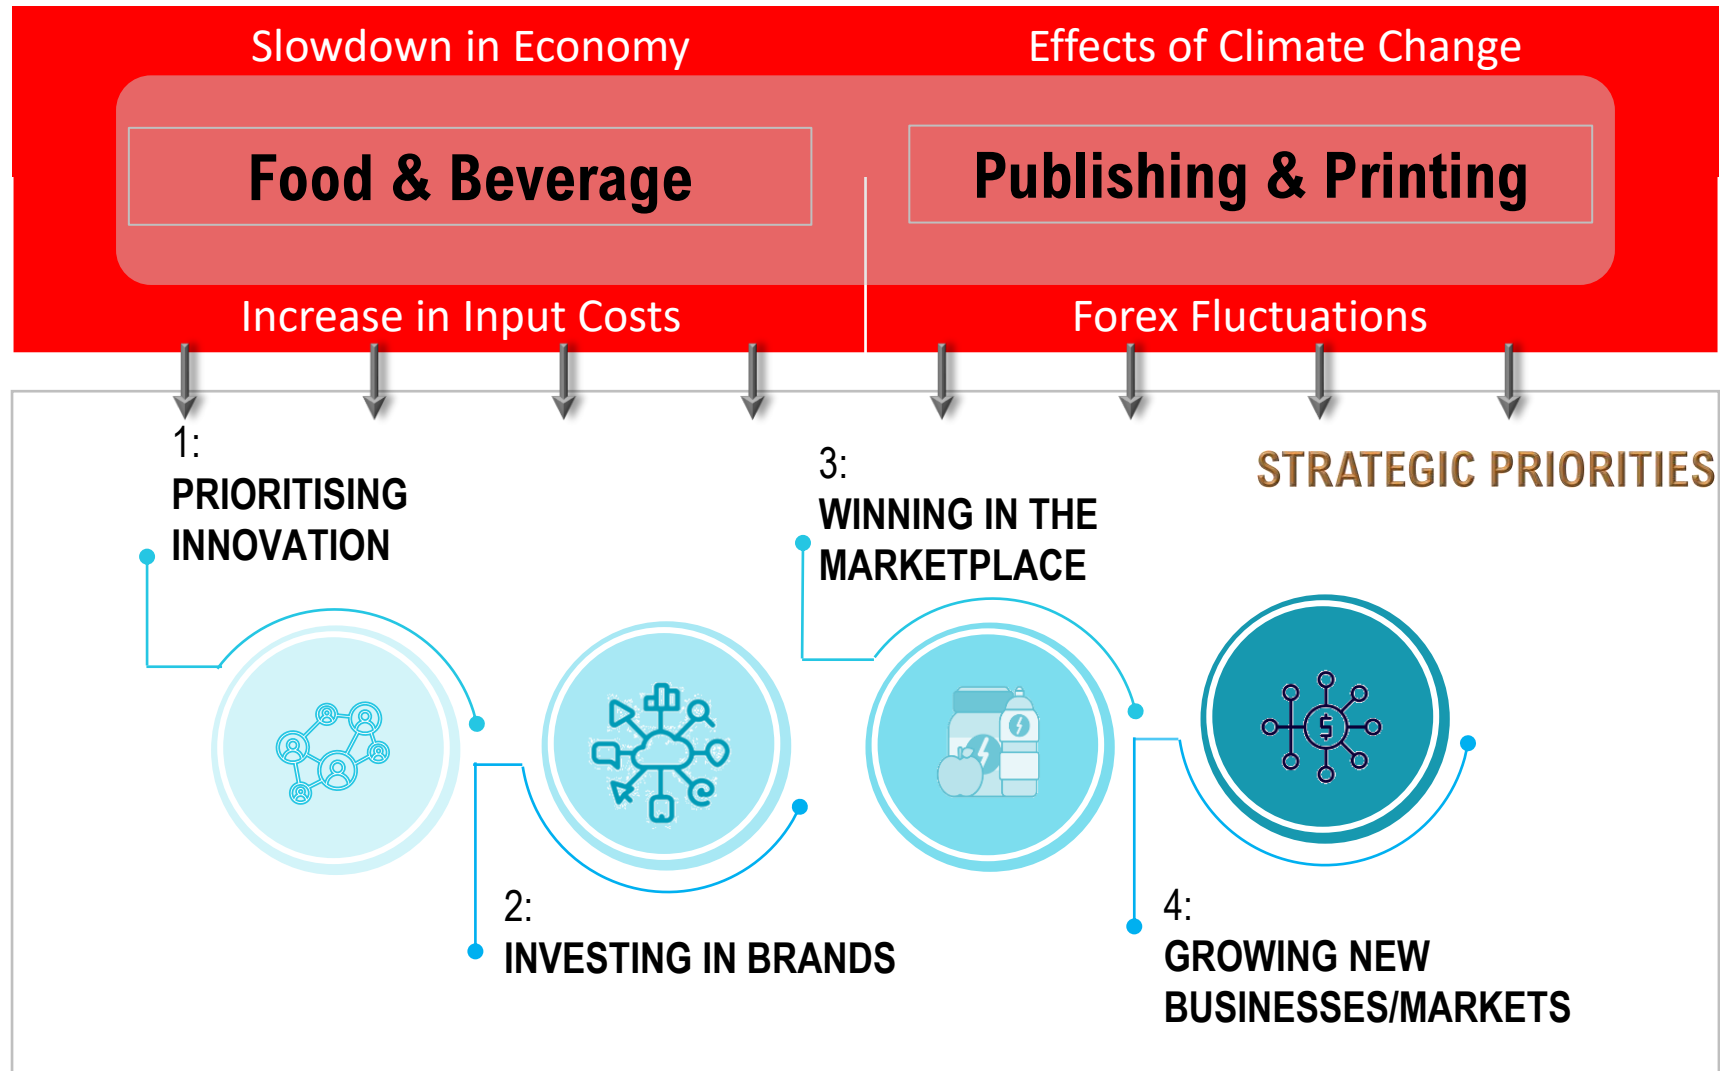 Slowdown in Economy
Effects of Climate Change
Food & Beverage
Publishing & Printing
Increase in Input Costs
Forex Fluctuations
STRATEGIC PRIORITIES
1:
PRIORITISING
INNOVATION
2:
INVESTING IN BRANDS
3:
WINNING IN THE
MARKETPLACE
4:
GROWING NEW
BUSINESSES/MARKETS